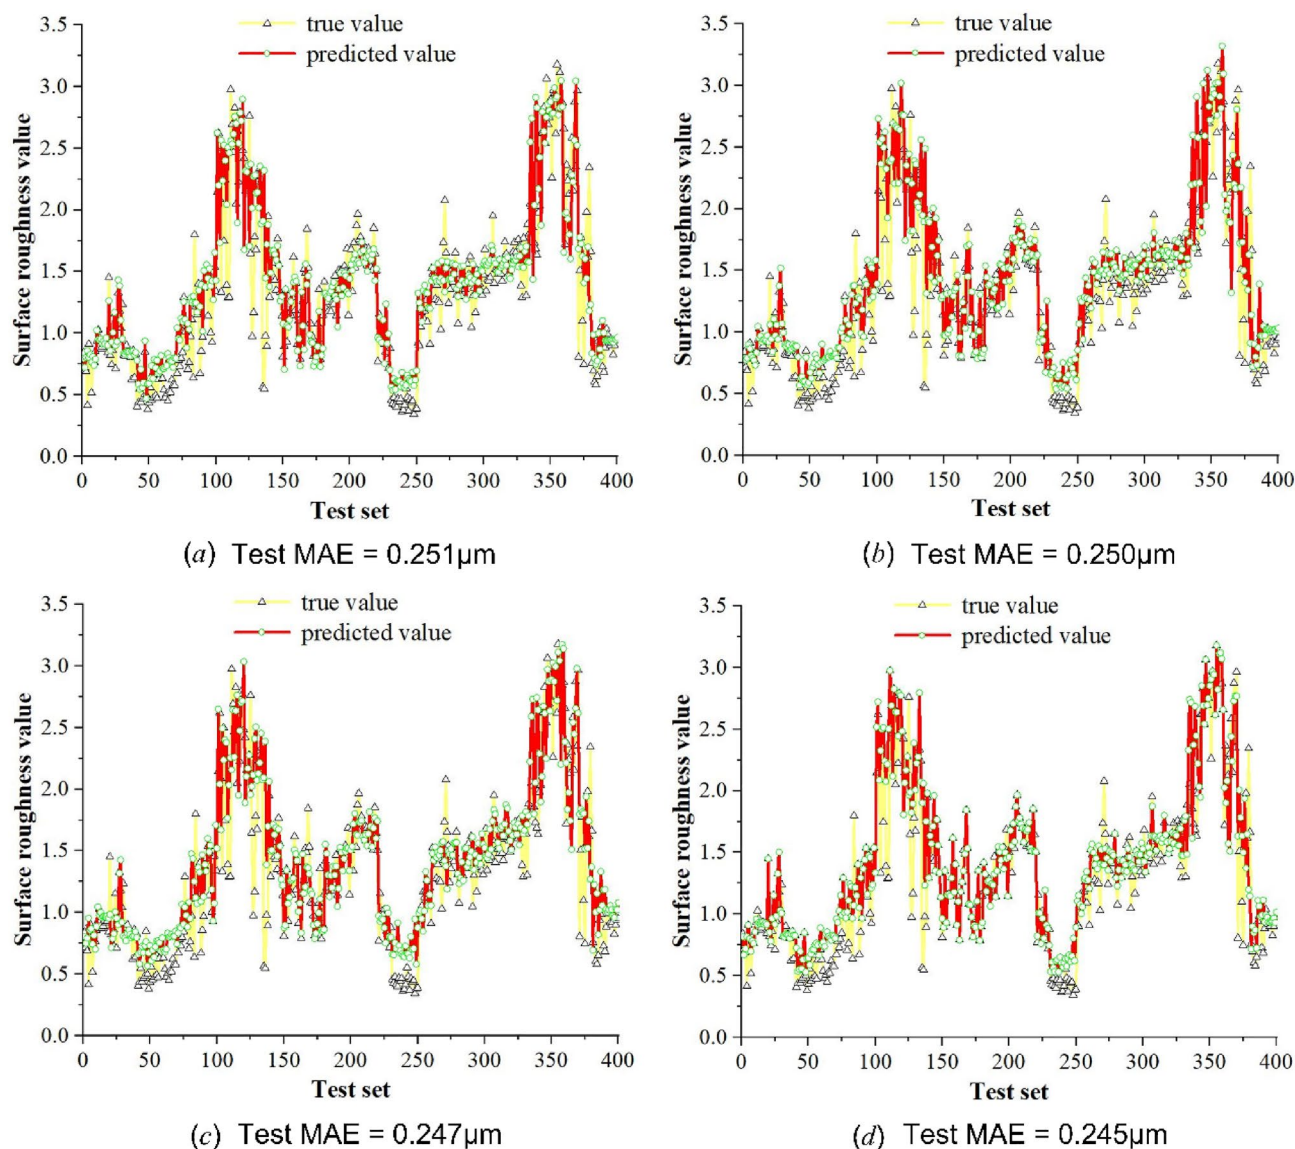 true value
predicted value
Surface roughness value
3.5
3.0
2.5
2.0
1.5
1.0
0.5
0.0
0 50 100 150 200 250 300 350 400
Test set
(a) Test MAE = 0.251μm
true value
predicted value
Surface roughness value
3.5
3.0
2.5
2.0
1.5
1.0
0.5
0.0
0 50 100 150 200 250 300 350 400
Test set
(b) Test MAE = 0.250μm
true value
predicted value
Surface roughness value
3.5
3.0
2.5
2.0
1.5
1.0
0.5
0.0
0 50 100 150 200 250 300 350 400
Test set
(c) Test MAE = 0.247μm
true value
predicted value
Surface roughness value
3.5
3.0
2.5
2.0
1.5
1.0
0.5
0.0
0 50 100 150 200 250 300 350 400
Test set
(d) Test MAE = 0.245μm